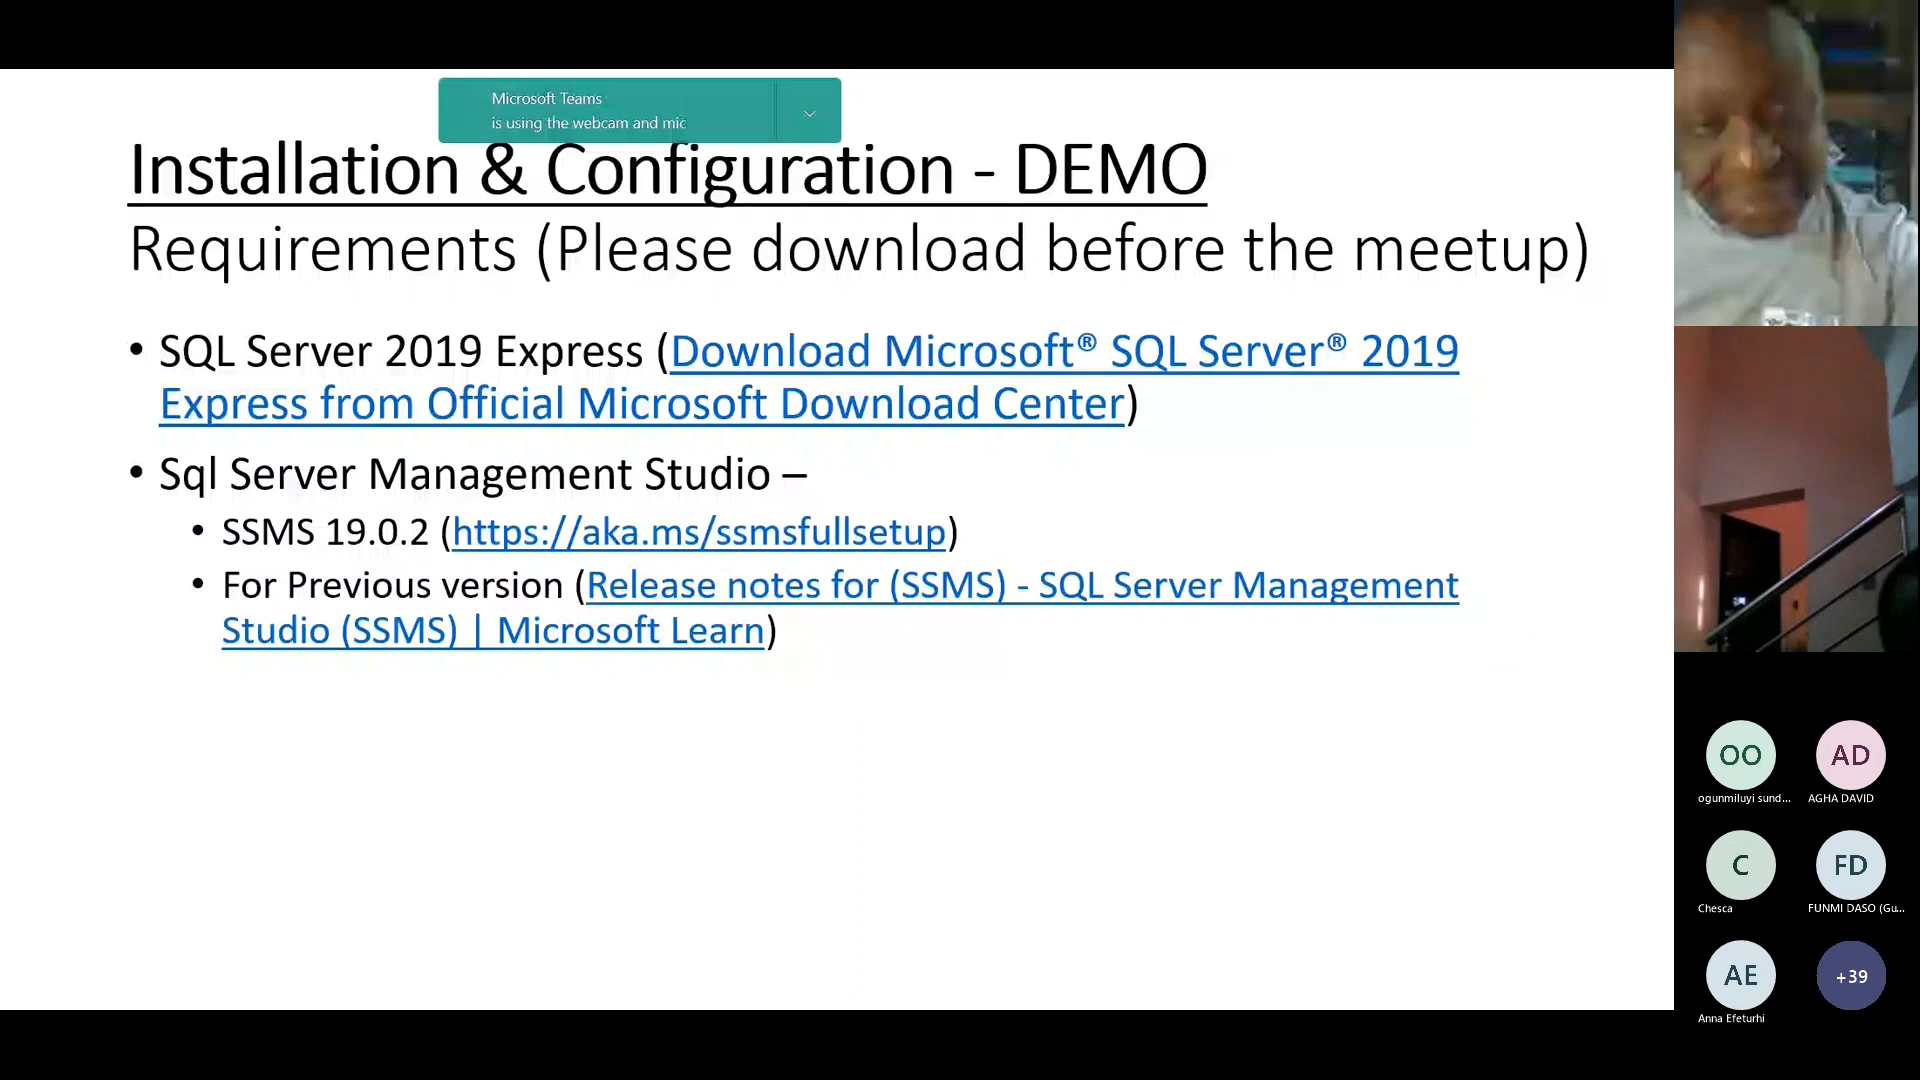 Microsoft Teams
is using the webcam and mic
Installation & Configuration - DEMO
Requirements (Please download before the meetup)
• SQL Server 2019 Express (Download Microsoft® SQL Server® 2019
Express from Official Microsoft Download Center)
• Sql Server Management Studio –
• SSMS 19.0.2 (https://aka.ms/ssmsfullsetup)
• For Previous version (Release notes for (SSMS) - SQL Server Management
Studio (SSMS) | Microsoft Learn)
OO
AD
ogunmiluyi sund...
AGHA DAVID
C
FD
Chesca
FUNMI DASO (Gu...
AE
+39
Anna Efeturhi